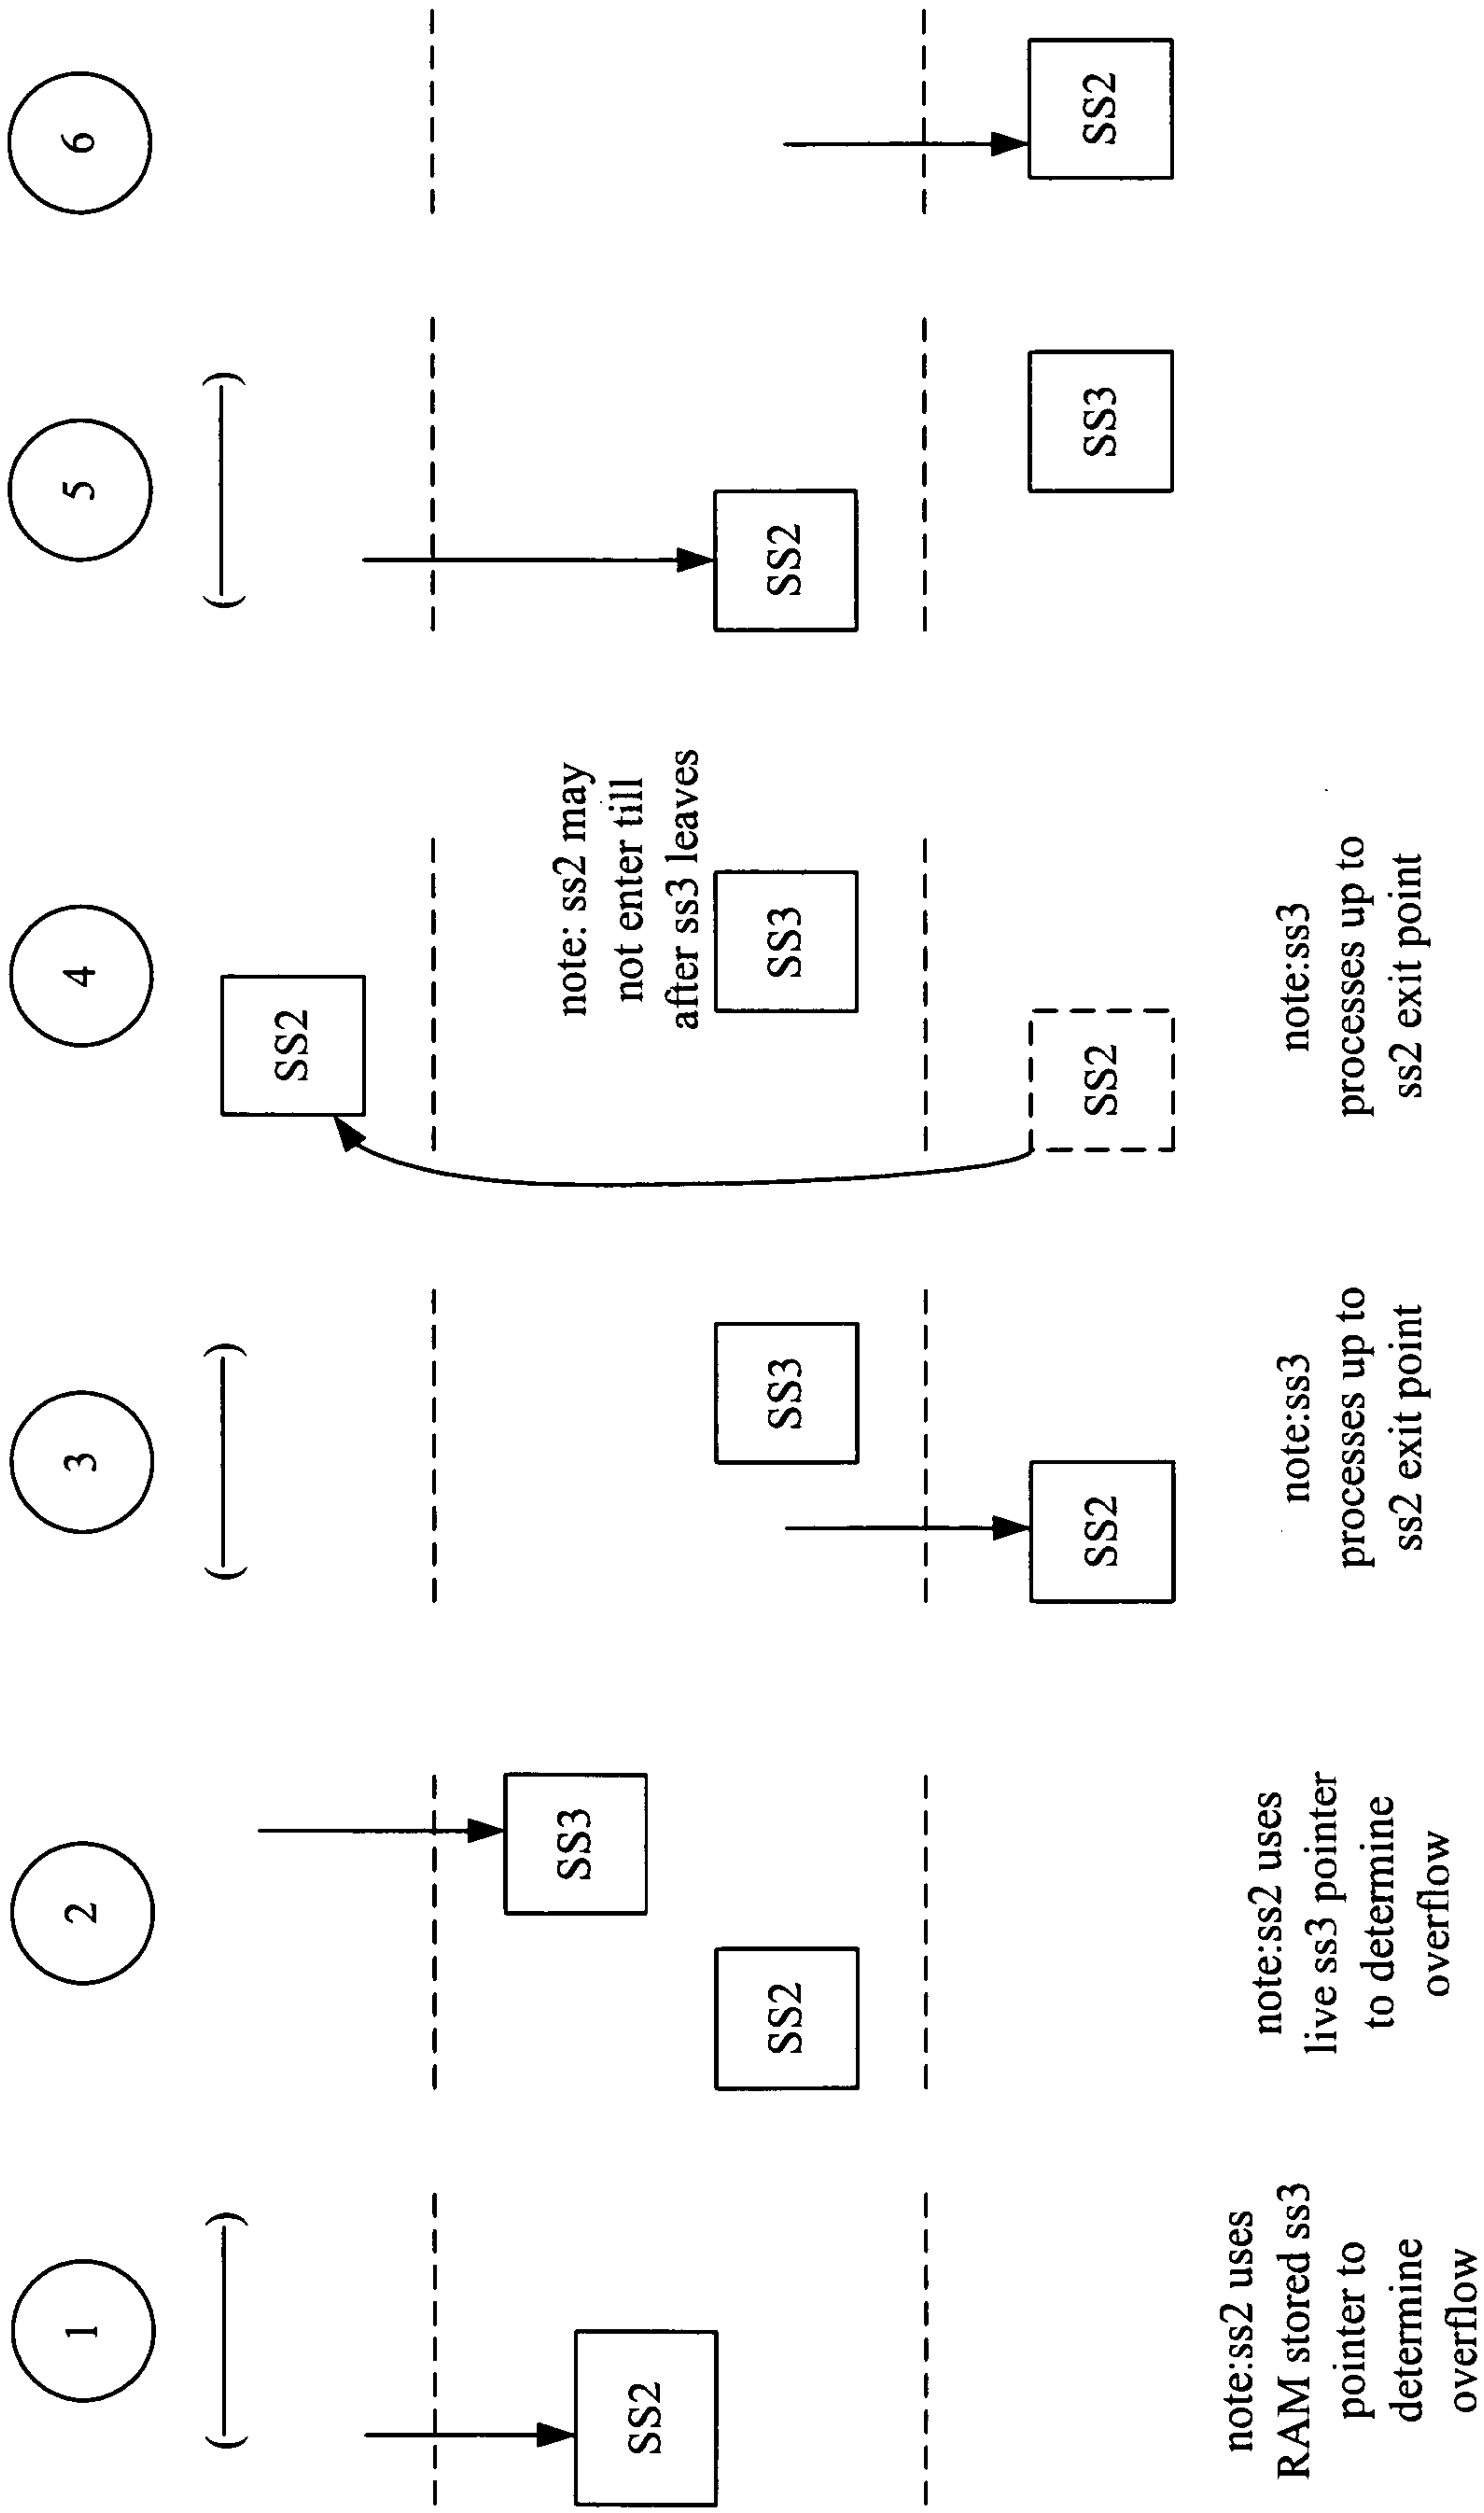 1
SS2
note:ss2 uses
RAM stored ss3
pointer to
determine
overflow
2
SS3
SS2
note:ss2 uses
live ss3 pointer
to determine
overflow
3
SS3
SS2
note:ss3
processes up to
ss2 exit point
4
SS2
note: ss2 may
not enter till
after ss3 leaves
SS3
SS2
note:ss3
processes up to
ss2 exit point
5
SS2
SS3
6
SS2